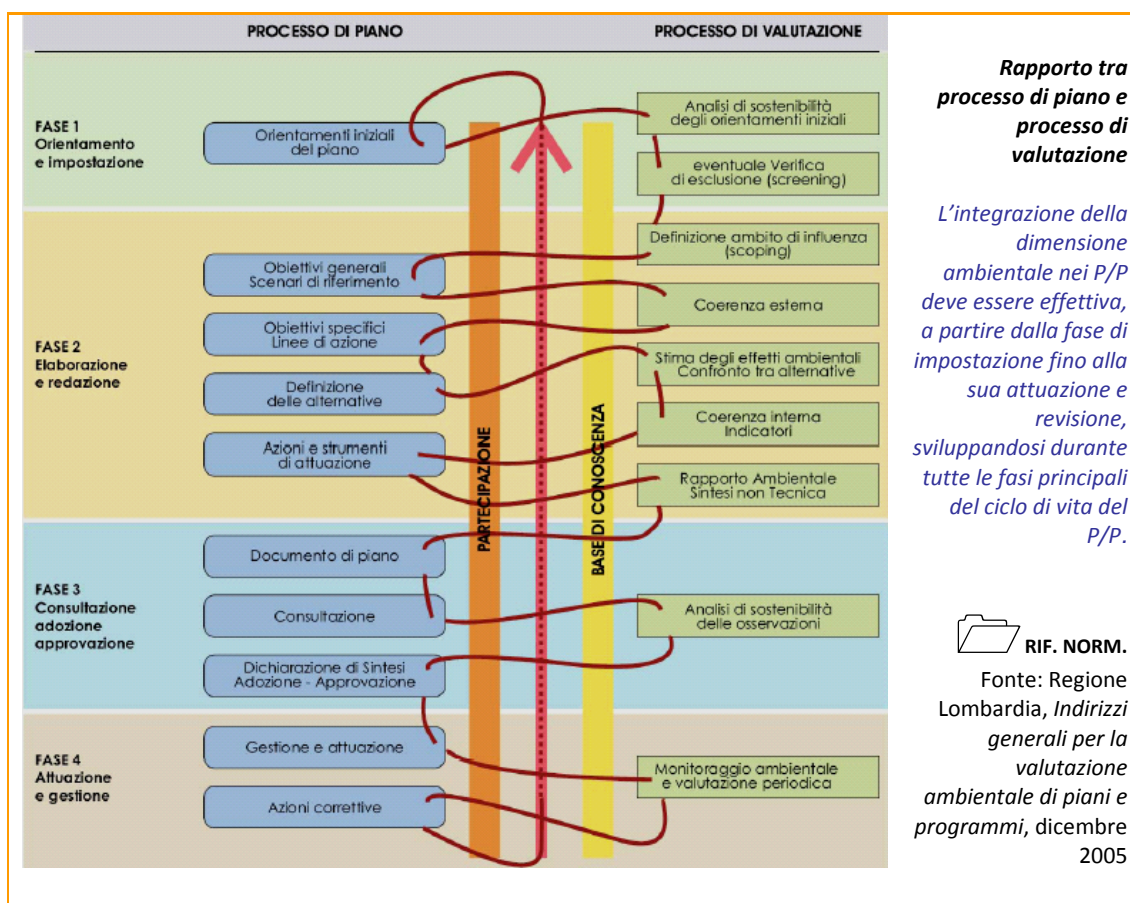 PROCESSO DI PIANO
PROCESSO DI VALUTAZIONE
FASE 1
Orientamento
e impostazione
Orientamenti iniziali
del piano
Analisi di sostenibilità
degli orientamenti iniziali
eventuale Verifica
di esclusione (screening)
FASE 2
Elaborazione
e redazione
Definizione ambito di influenza
(scoping)
Obiettivi generali
Scenari di riferimento
Coerenza esterna
Obiettivi specifici
Linee di azione
Stima degli effetti ambientali
Confronto tra alternative
Definizione
delle alternative
Coerenza interna
Indicatori
Azioni e strumenti
di attuazione
Rapporto Ambientale
Sintesi non Tecnica
PARTECIPAZIONE
BASE DI CONOSCENZA
FASE 3
Consultazione
adozione
approvazione
Documento di piano
Consultazione
Analisi di sostenibilità
delle osservazioni
Dichiarazione di Sintesi
Adozione - Approvazione
FASE 4
Attuazione
e gestione
Gestione e attuazione
Monitoraggio ambientale
e valutazione periodica
Azioni correttive
Rapporto tra
processo di piano e
processo di
valutazione
L’integrazione della
dimensione
ambientale nei P/P
deve essere effettiva,
a partire dalla fase di
impostazione fino alla
sua attuazione e
revisione,
sviluppandosi durante
tutte le fasi principali
del ciclo di vita del
P/P.
RIF. NORM.
Fonte: Regione
Lombardia, Indirizzi
generali per la
valutazione
ambientale di piani e
programmi, dicembre
2005